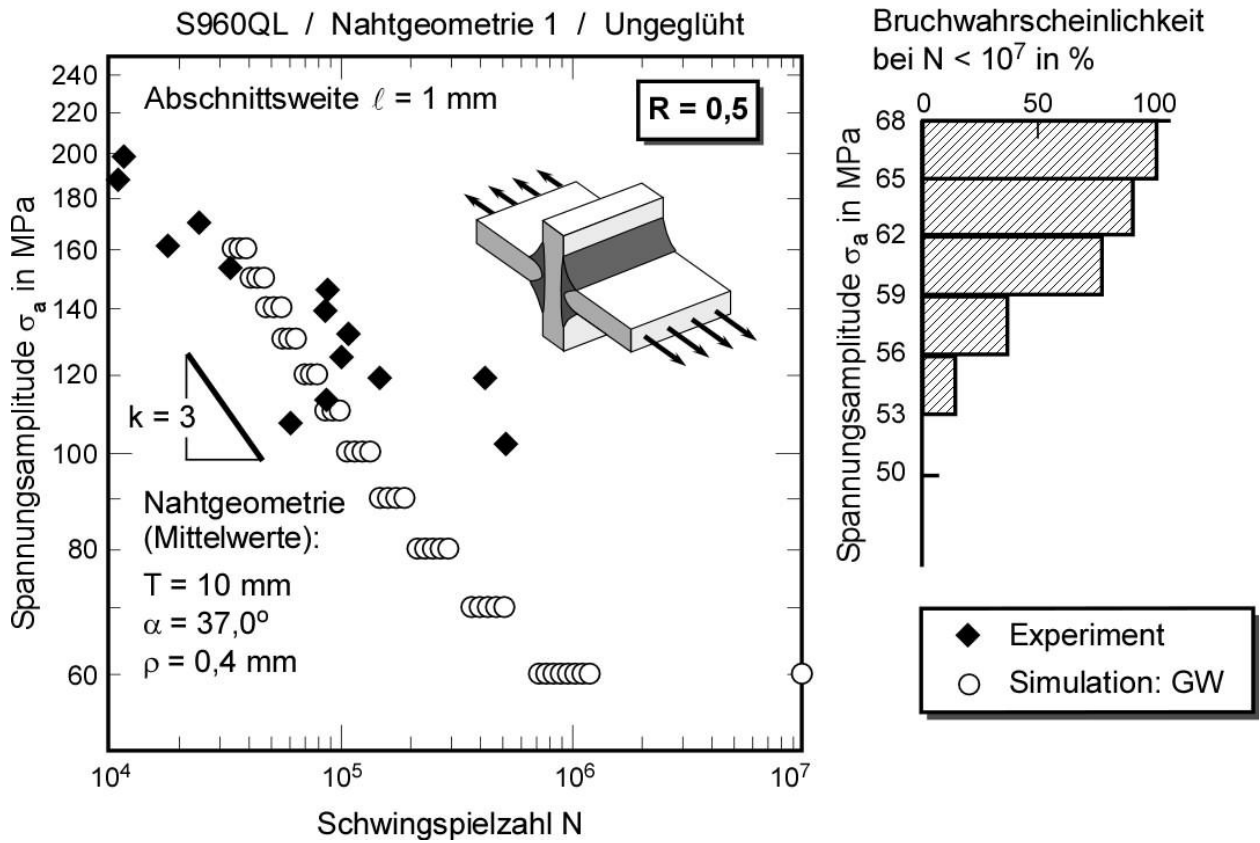 S960QL / Nahtgeometrie 1 / Ungeglüht
Spannungsamplitude σa in MPa
240
220
200
180
160
140
120
100
80
60
Abschnittsweite ℓ = 1 mm
R = 0,5
k = 3
Nahtgeometrie
(Mittelwerte):
T = 10 mm
α = 37,0º
ρ = 0,4 mm
10⁴ 10⁵ 10⁶ 10⁷
Schwingspielzahl N
Bruchwahrscheinlichkeit
bei N < 10⁷ in %
0 50 100
Spannungsamplitude σa in MPa
68
65
62
59
56
53
50
Experiment
Simulation: GW